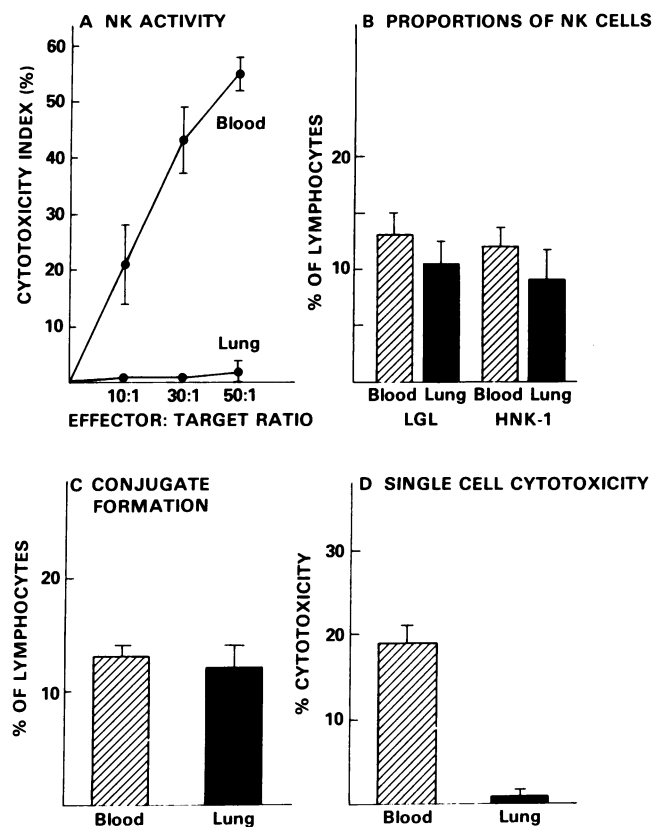 A NK ACTIVITY
CYTOTOXICITY INDEX (%)
60
50
40
30
20
10
Blood
Lung
10:1 30:1 50:1
EFFECTOR: TARGET RATIO
B PROPORTIONS OF NK CELLS
% OF LYMPHOCYTES
20
10
Blood Lung Blood Lung
LGL HNK-1
C CONJUGATE
FORMATION
% OF LYMPHOCYTES
20
10
Blood Lung
D SINGLE CELL CYTOTOXICITY
% CYTOTOXICITY
30
20
10
Blood Lung